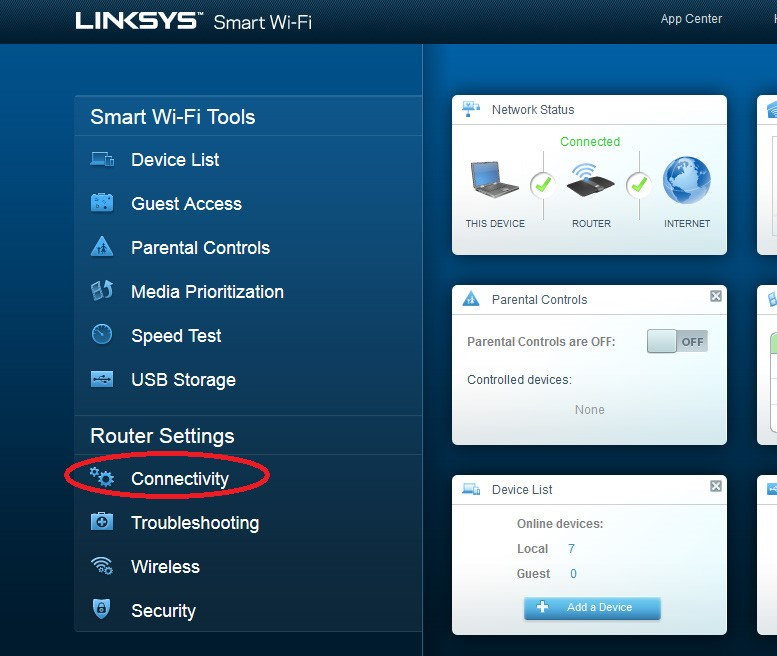 LINKSYS™ Smart Wi-Fi
App Center
Smart Wi-Fi Tools
Device List
Guest Access
Parental Controls
Media Prioritization
Speed Test
USB Storage
Router Settings
Connectivity
Troubleshooting
Wireless
Security
Network Status
Connected
THIS DEVICE ROUTER INTERNET
Parental Controls
Parental Controls are OFF: OFF
Controlled devices:
None
Device List
Online devices:
Local 7
Guest 0
Add a Device